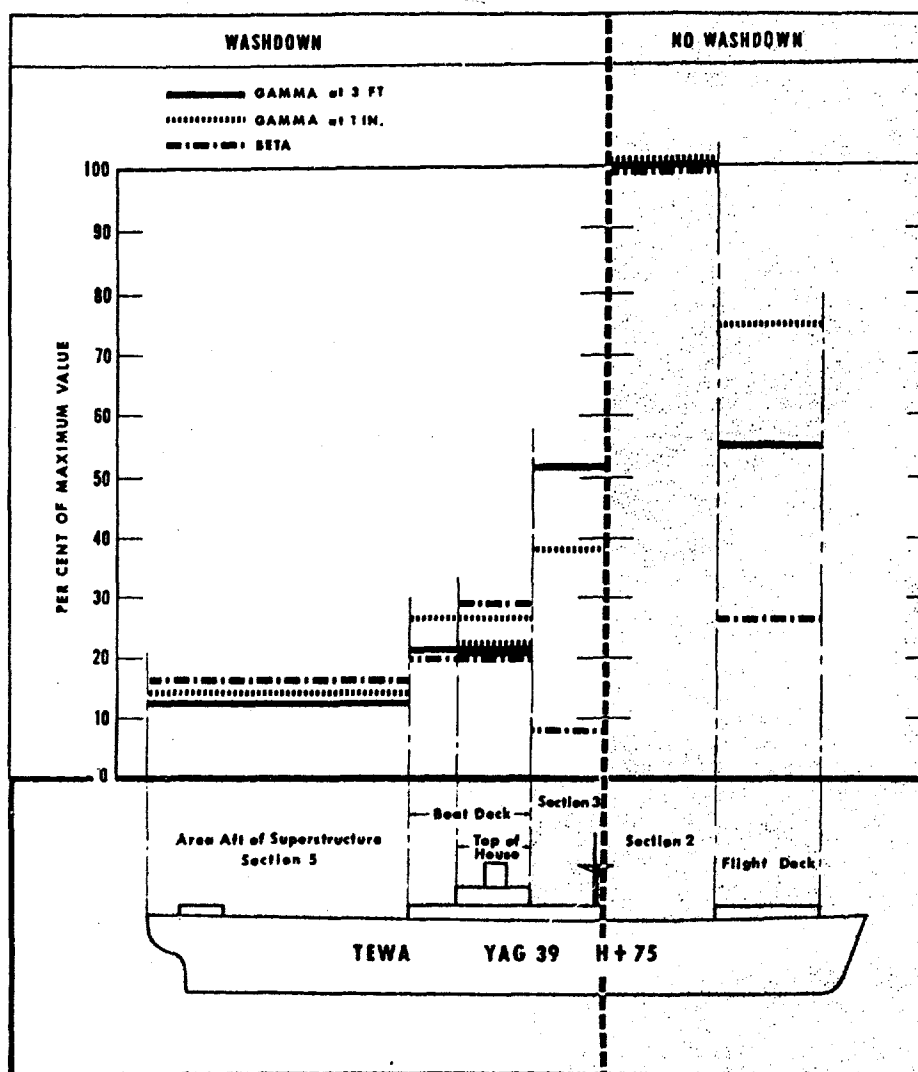 WASHDOWN
NO WASHDOWN
GAMMA at 3 FT
GAMMA at 1 IN.
BETA
PER CENT OF MAXIMUM VALUE
100
90
80
70
60
50
40
30
20
10
0
Area Aft of Superstructure
Section 5
Boat Deck
Top of
House
Section 3
Section 2
Flight Deck
TEWA YAG 39 H+75